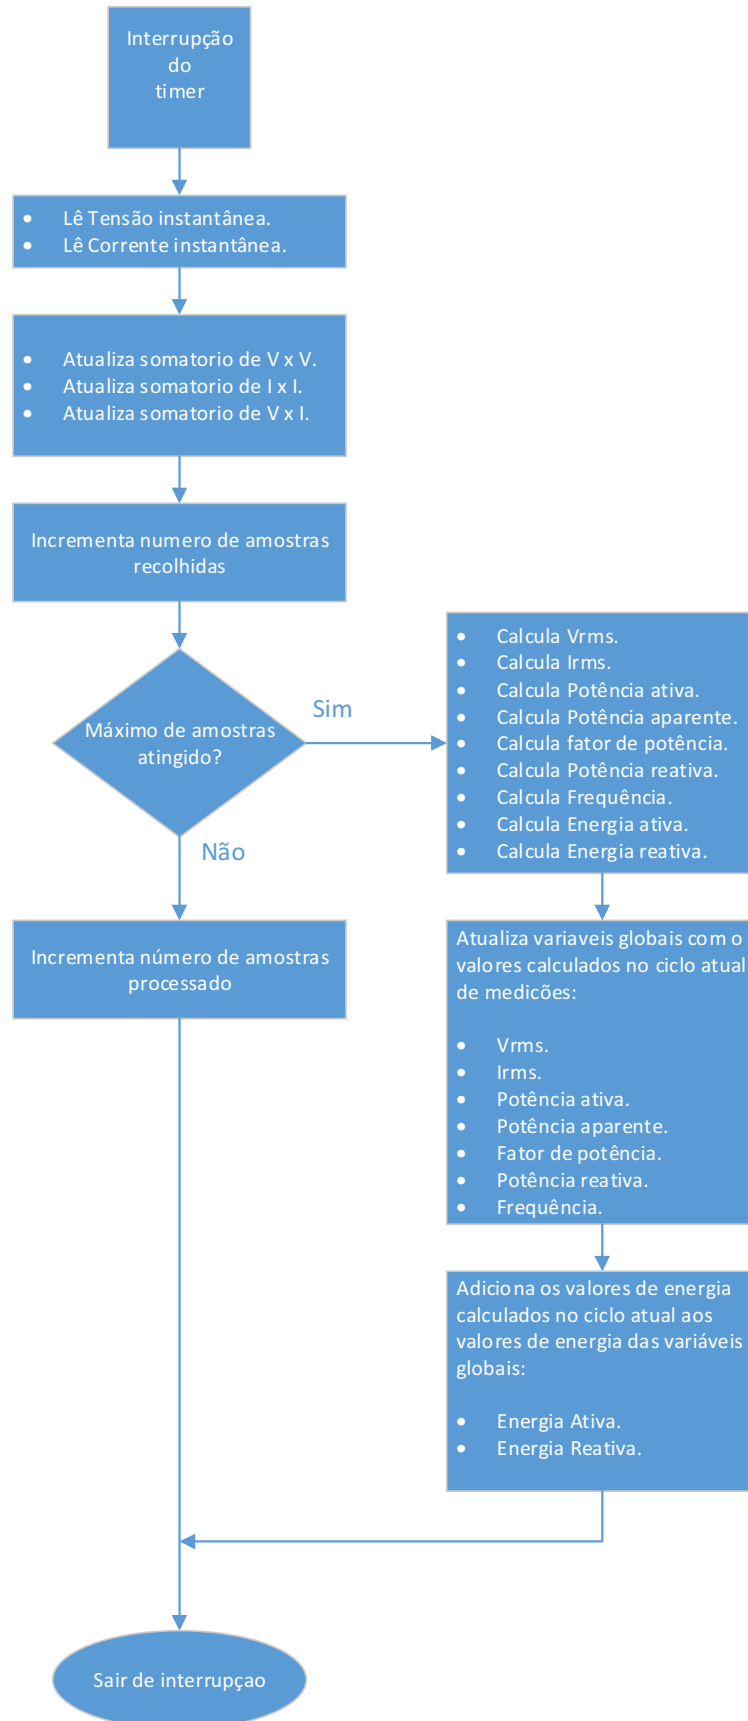 Interrupção
do
timer
• Lê Tensão instantânea.
• Lê Corrente instantânea.
• Atualiza somatorio de V x V.
• Atualiza somatorio de I x I.
• Atualiza somatorio de V x I.
Incrementa numero de amostras
recolhidas
Máximo de amostras
atingido?
Sim
Não
• Calcula Vrms.
• Calcula Irms.
• Calcula Potência ativa.
• Calcula Potência aparente.
• Calcula fator de potência.
• Calcula Potência reativa.
• Calcula Frequência.
• Calcula Energia ativa.
• Calcula Energia reativa.
Incrementa número de amostras
processado
Atualiza variaveis globais com o
valores calculados no ciclo atual
de medicões:
• Vrms.
• Irms.
• Potência ativa.
• Potência aparente.
• Fator de potência.
• Potência reativa.
• Frequência.
Adiciona os valores de energia
calculados no ciclo atual aos
valores de energia das variáveis
globais:
• Energia Ativa.
• Energia Reativa.
Sair de interrupçao